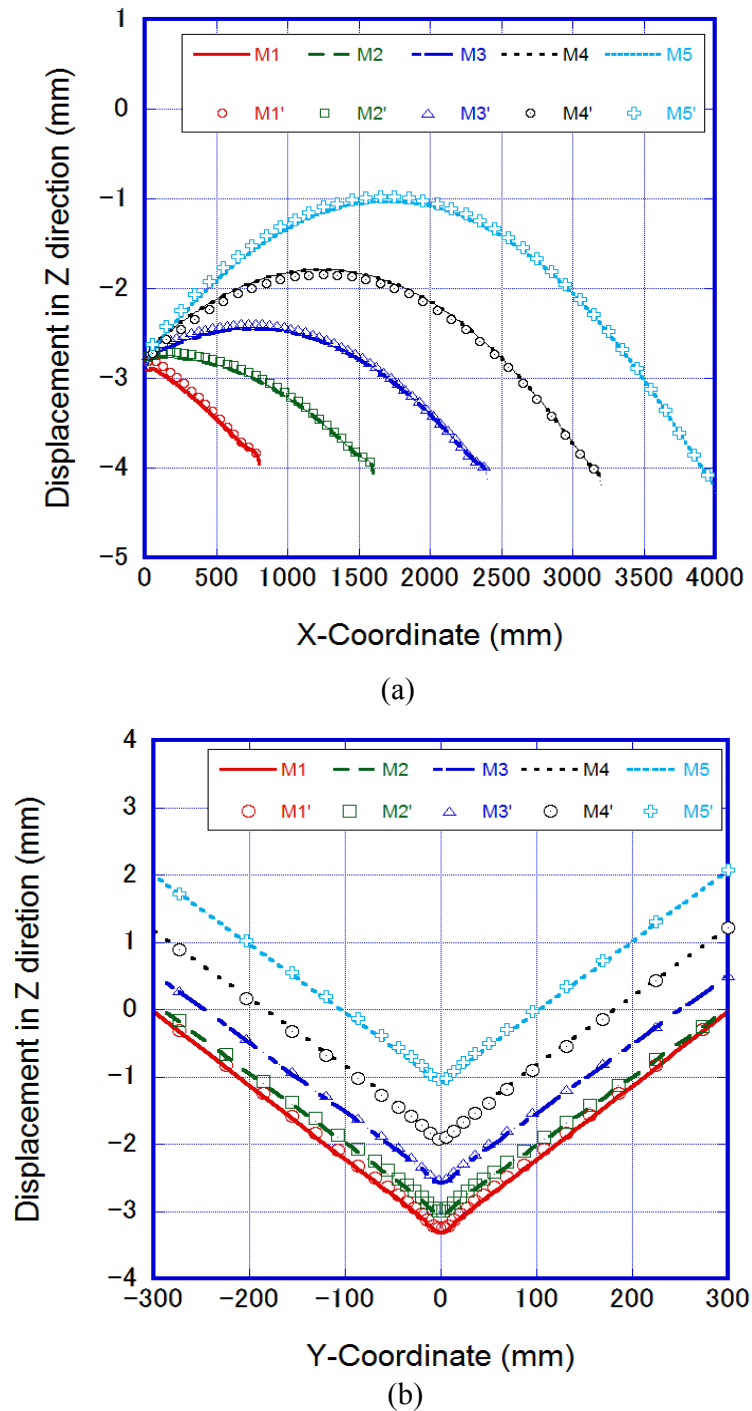 1
0
−1
−2
−3
−4
−5
Displacement in Z direction (mm)
M1 M2 M3 M4 M5
M1' M2' M3' M4' M5'
0 500 1000 1500 2000 2500 3000 3500 4000
X-Coordinate (mm)
(a)
4
3
2
1
0
−1
−2
−3
−4
Displacement in Z diretion (mm)
M1 M2 M3 M4 M5
M1' M2' M3' M4' M5'
−300 −200 −100 0 100 200 300
Y-Coordinate (mm)
(b)